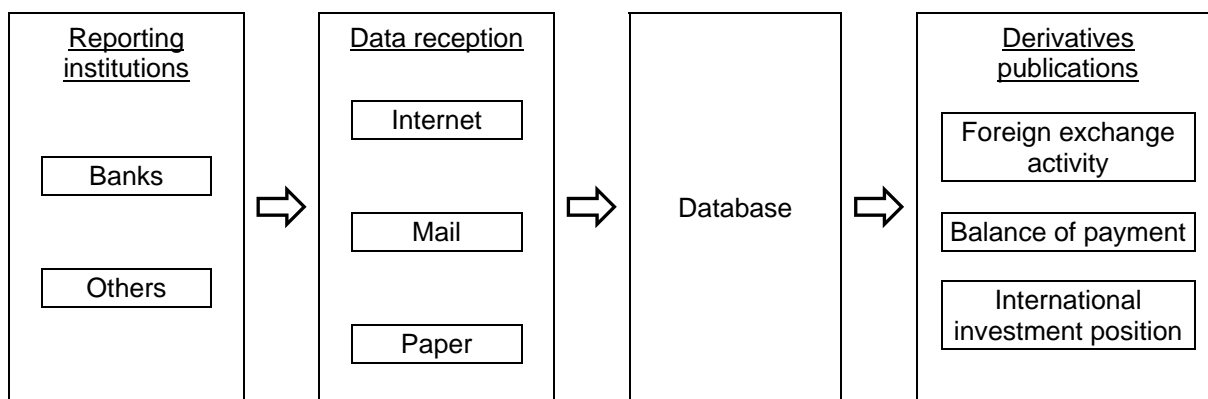 Reporting
institutions
Banks
Others
Data reception
Internet
Mail
Paper
Database
Derivatives
publications
Foreign exchange
activity
Balance of payment
International
investment position